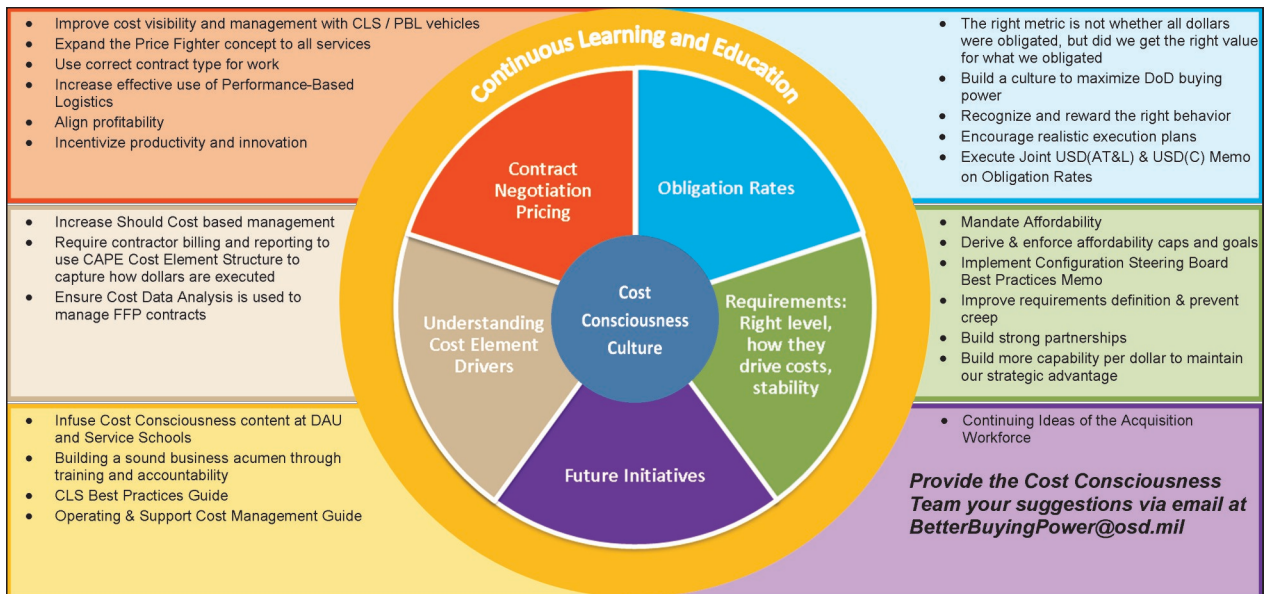 Improve cost visibility and management with CLS / PBL vehicles
Expand the Price Fighter concept to all services
Use correct contract type for work
Increase effective use of Performance-Based
Logistics
Align profitability
Incentivize productivity and innovation
Continuous Learning and Education
The right metric is not whether all dollars
were obligated, but did we get the right value
for what we obligated
Build a culture to maximize DoD buying
power
Recognize and reward the right behavior
Encourage realistic execution plans
Execute Joint USD(AT&L) & USD(C) Memo
on Obligation Rates
Contract
Negotiation
Pricing
Obligation Rates
Increase Should Cost based management
Require contractor billing and reporting to
use CAPE Cost Element Structure to
capture how dollars are executed
Ensure Cost Data Analysis is used to
manage FFP contracts
Understanding
Cost Element
Drivers
Cost
Consciousness
Culture
Requirements:
Right level,
how they
drive costs,
stability
Mandate Affordability
Derive & enforce affordability caps and goals
Implement Configuration Steering Board
Best Practices Memo
Improve requirements definition & prevent
creep
Build strong partnerships
Build more capability per dollar to maintain
our strategic advantage
Infuse Cost Consciousness content at DAU
and Service Schools
Building a sound business acumen through
training and accountability
CLS Best Practices Guide
Operating & Support Cost Management Guide
Future Initiatives
Continuing Ideas of the Acquisition
Workforce
Provide the Cost Consciousness
Team your suggestions via email at
BetterBuyingPower@osd.mil